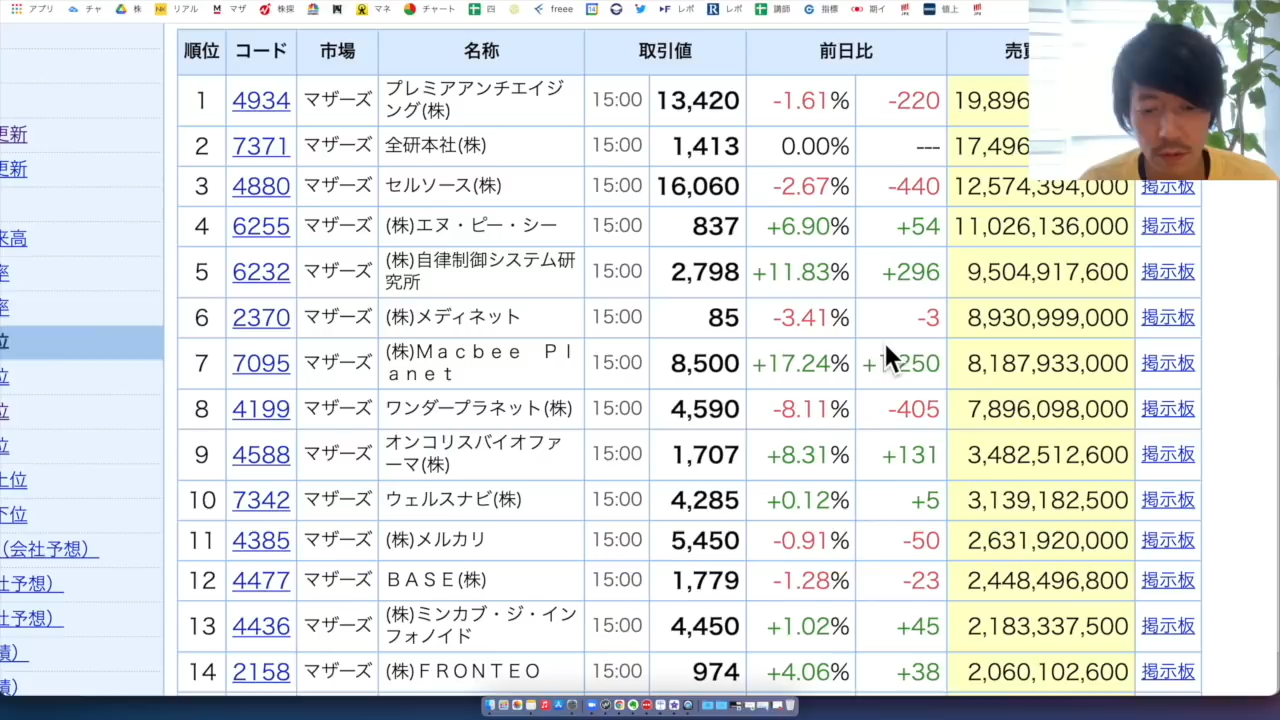 アプリ チャ 株 リアル マザ 株探 マネ チャート 四 freee レポ レポ 講師 指標 期イ 値上
順位 コード 市場 名称 取引値 前日比
1 4934 マザーズ プレミアアンチエイジ
ング(株) 15:00 13,420 -1.61% -220 19,896
更新
2 7371 マザーズ 全研本社(株) 15:00 1,413 0.00% --- 17,496
更新
3 4880 マザーズ セルソース(株) 15:00 16,060 -2.67% -440 12,574,394,000 掲示板
4 6255 マザーズ (株)エヌ・ピー・シー 15:00 837 +6.90% +54 11,026,136,000 掲示板
来高
5 6232 マザーズ (株)自律制御システム研
究所 15:00 2,798 +11.83% +296 9,504,917,600 掲示板
率
率
6 2370 マザーズ (株)メディネット 15:00 85 -3.41% -3 8,930,999,000 掲示板
位
7 7095 マザーズ (株)Ｍａｃｂｅｅ　Ｐｌ
ａｎｅｔ 15:00 8,500 +17.24% 8,187,933,000 掲示板
位
位
8 4199 マザーズ ワンダープラネット(株) 15:00 4,590 -8.11% -405 7,896,098,000 掲示板
位
9 4588 マザーズ オンコリスバイオファ
ーマ(株) 15:00 1,707 +8.31% +131 3,482,512,600 掲示板
上位
10 7342 マザーズ ウェルスナビ(株) 15:00 4,285 +0.12% +5 3,139,182,500 掲示板
下位
11 4385 マザーズ (株)メルカリ 15:00 5,450 -0.91% -50 2,631,920,000 掲示板
（会社予想）
12 4477 マザーズ ＢＡＳＥ(株) 15:00 1,779 -1.28% -23 2,448,496,800 掲示板
社予想）
13 4436 マザーズ (株)ミンカブ・ジ・イン
フォノイド 15:00 4,450 +1.02% +45 2,183,337,500 掲示板
社予想）
績）
14 2158 マザーズ (株)ＦＲＯＮＴＥＯ 15:00 974 +4.06% +38 2,060,102,600 掲示板
績）